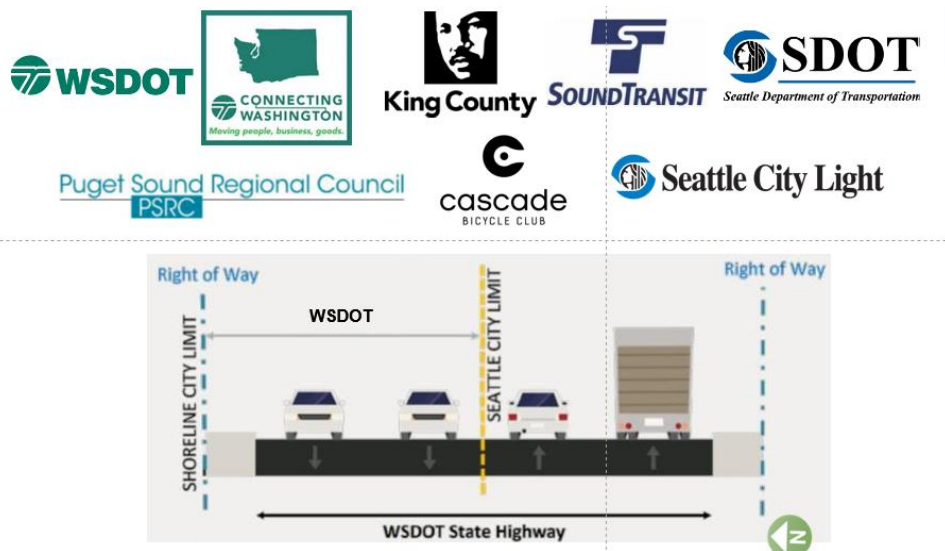 WSDOT
CONNECTING
WASHINGTON
Moving people, business, goods.
King County
SOUNDTRANSIT
SDOT
Seattle Department of Transportation
Puget Sound Regional Council
PSRC
cascade
BICYCLE CLUB
Seattle City Light
Right of Way
Right of Way
WSDOT
SHORELINE CITY LIMIT
SEATTLE CITY LIMIT
WSDOT State Highway
N